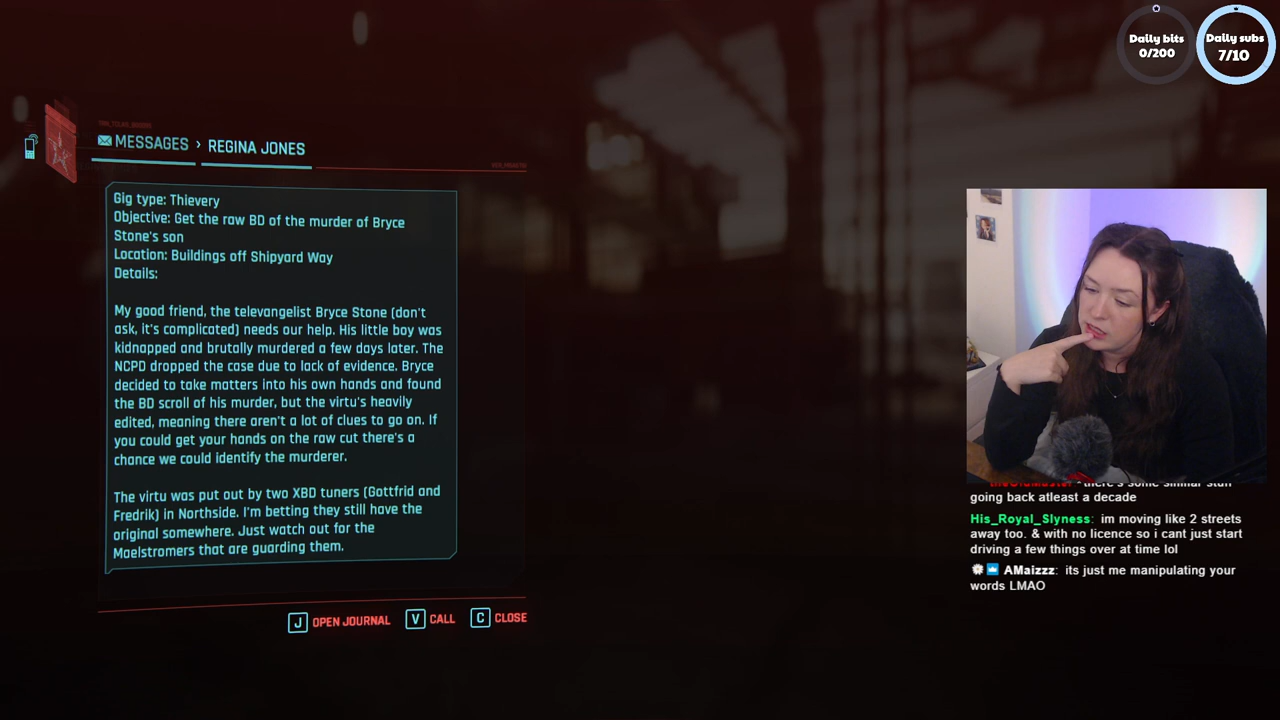 Daily bits
0/200
Daily subs
7/10
MESSAGES › REGINA JONES
Gig type: Thievery
Objective: Get the raw BD of the murder of Bryce
Stone's son
Location: Buildings off Shipyard Way
Details:
My good friend, the televangelist Bryce Stone (don't
ask, it's complicated) needs our help. His little boy was
kidnapped and brutally murdered a few days later. The
NCPD dropped the case due to lack of evidence. Bryce
decided to take matters into his own hands and found
the BD scroll of his murder, but the virtu's heavily
edited, meaning there aren't a lot of clues to go on. If
you could get your hands on the raw cut there's a
chance we could identify the murderer.
The virtu was put out by two XBD tuners (Gottfrid and
Fredrik) in Northside. I'm betting they still have the
original somewhere. Just watch out for the
Maelstromers that are guarding them.
J OPEN JOURNAL V CALL C CLOSE
there's some similar stuff
going back atleast a decade
His_Royal_Slyness: im moving like 2 streets
away too. & with no licence so i cant just start
driving a few things over at time lol
AMaizzz: its just me manipulating your
words LMAO